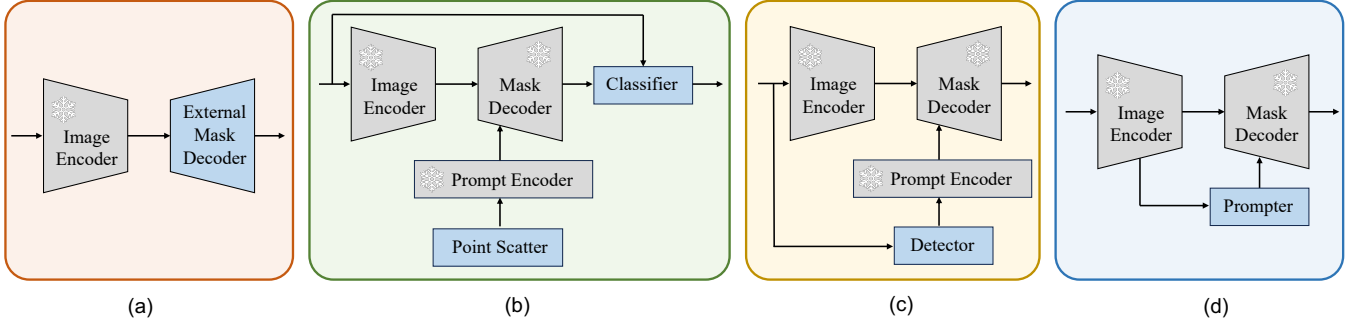 Image
Encoder
External
Mask
Decoder
(a)
Image
Encoder
Mask
Decoder
Classifier
Prompt Encoder
Point Scatter
(b)
Image
Encoder
Mask
Decoder
Prompt Encoder
Detector
(c)
Image
Encoder
Mask
Decoder
Prompter
(d)